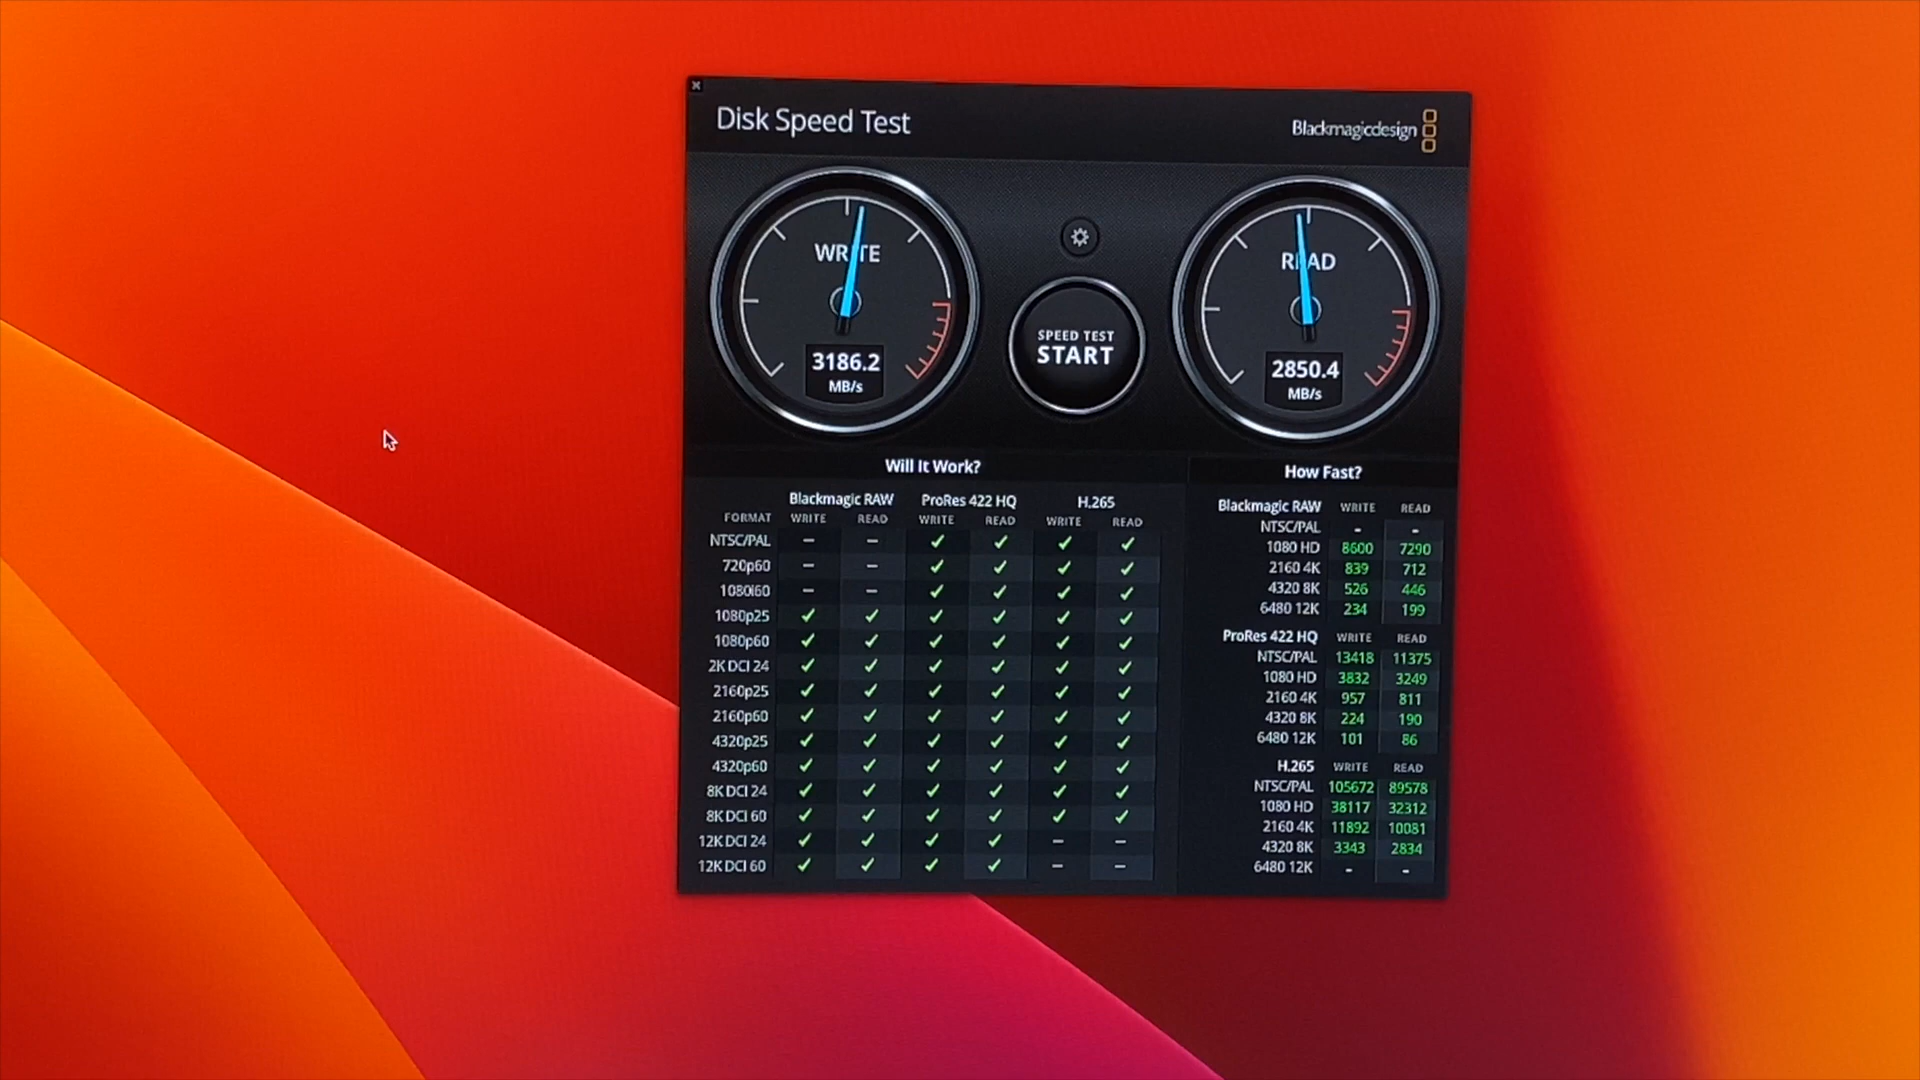 Disk Speed Test
Blackmagicdesign
WRITE
3186.2
MB/s
SPEED TEST
START
READ
2850.4
MB/s
Will It Work?
Blackmagic RAW ProRes 422 HQ H.265
FORMAT WRITE READ WRITE READ WRITE READ
NTSC/PAL – – ✓ ✓ ✓ ✓
720p60 – – ✓ ✓ ✓ ✓
1080i60 – – ✓ ✓ ✓ ✓
1080p25 ✓ ✓ ✓ ✓ ✓ ✓
1080p60 ✓ ✓ ✓ ✓ ✓ ✓
2K DCI 24 ✓ ✓ ✓ ✓ ✓ ✓
2160p25 ✓ ✓ ✓ ✓ ✓ ✓
2160p60 ✓ ✓ ✓ ✓ ✓ ✓
4320p25 ✓ ✓ ✓ ✓ ✓ ✓
4320p60 ✓ ✓ ✓ ✓ ✓ ✓
8K DCI 24 ✓ ✓ ✓ ✓ ✓ ✓
8K DCI 60 ✓ ✓ ✓ ✓ ✓ ✓
12K DCI 24 ✓ ✓ ✓ ✓ – –
12K DCI 60 ✓ ✓ ✓ ✓ – –
How Fast?
Blackmagic RAW WRITE READ
NTSC/PAL - -
1080 HD 8600 7290
2160 4K 839 712
4320 8K 526 446
6480 12K 234 199
ProRes 422 HQ WRITE READ
NTSC/PAL 13418 11375
1080 HD 3832 3249
2160 4K 957 811
4320 8K 224 190
6480 12K 101 86
H.265 WRITE READ
NTSC/PAL 105672 89578
1080 HD 38117 32312
2160 4K 11892 10081
4320 8K 3343 2834
6480 12K - -